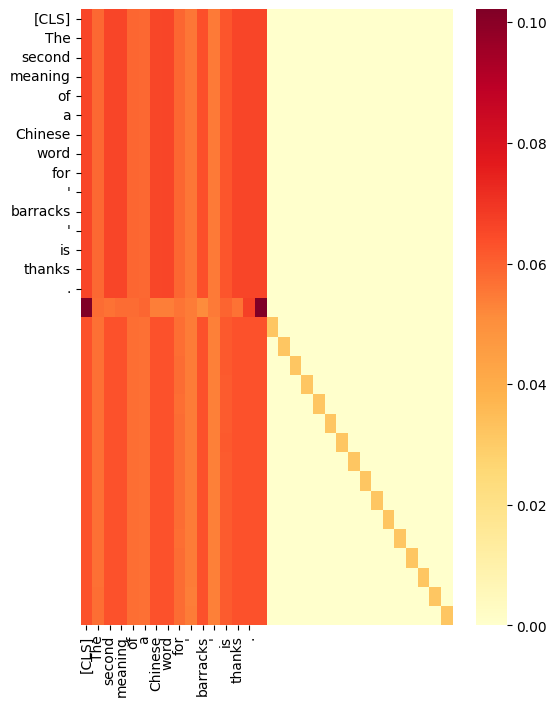 [CLS]
The
second
meaning
of
a
Chinese
word
for
'
barracks
'
is
thanks
.
0.10
0.08
0.06
0.04
0.02
0.00
[CLS]
The
second
meaning
of
a
Chinese
word
for
'
barracks
'
is
thanks
.